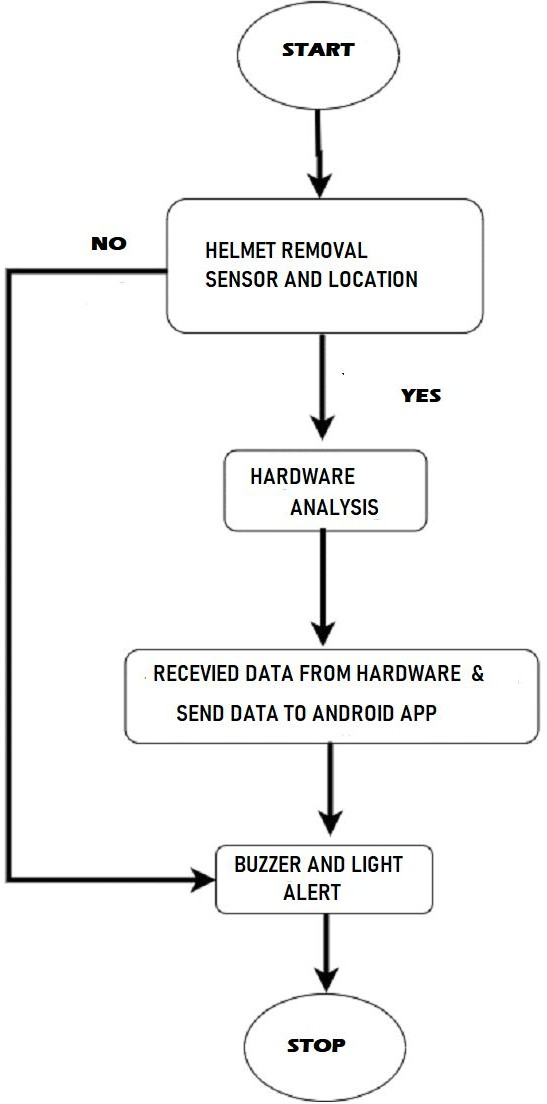 START
NO
HELMET REMOVAL
SENSOR AND LOCATION
YES
HARDWARE
ANALYSIS
RECEVIED DATA FROM HARDWARE &
SEND DATA TO ANDROID APP
BUZZER AND LIGHT
ALERT
STOP